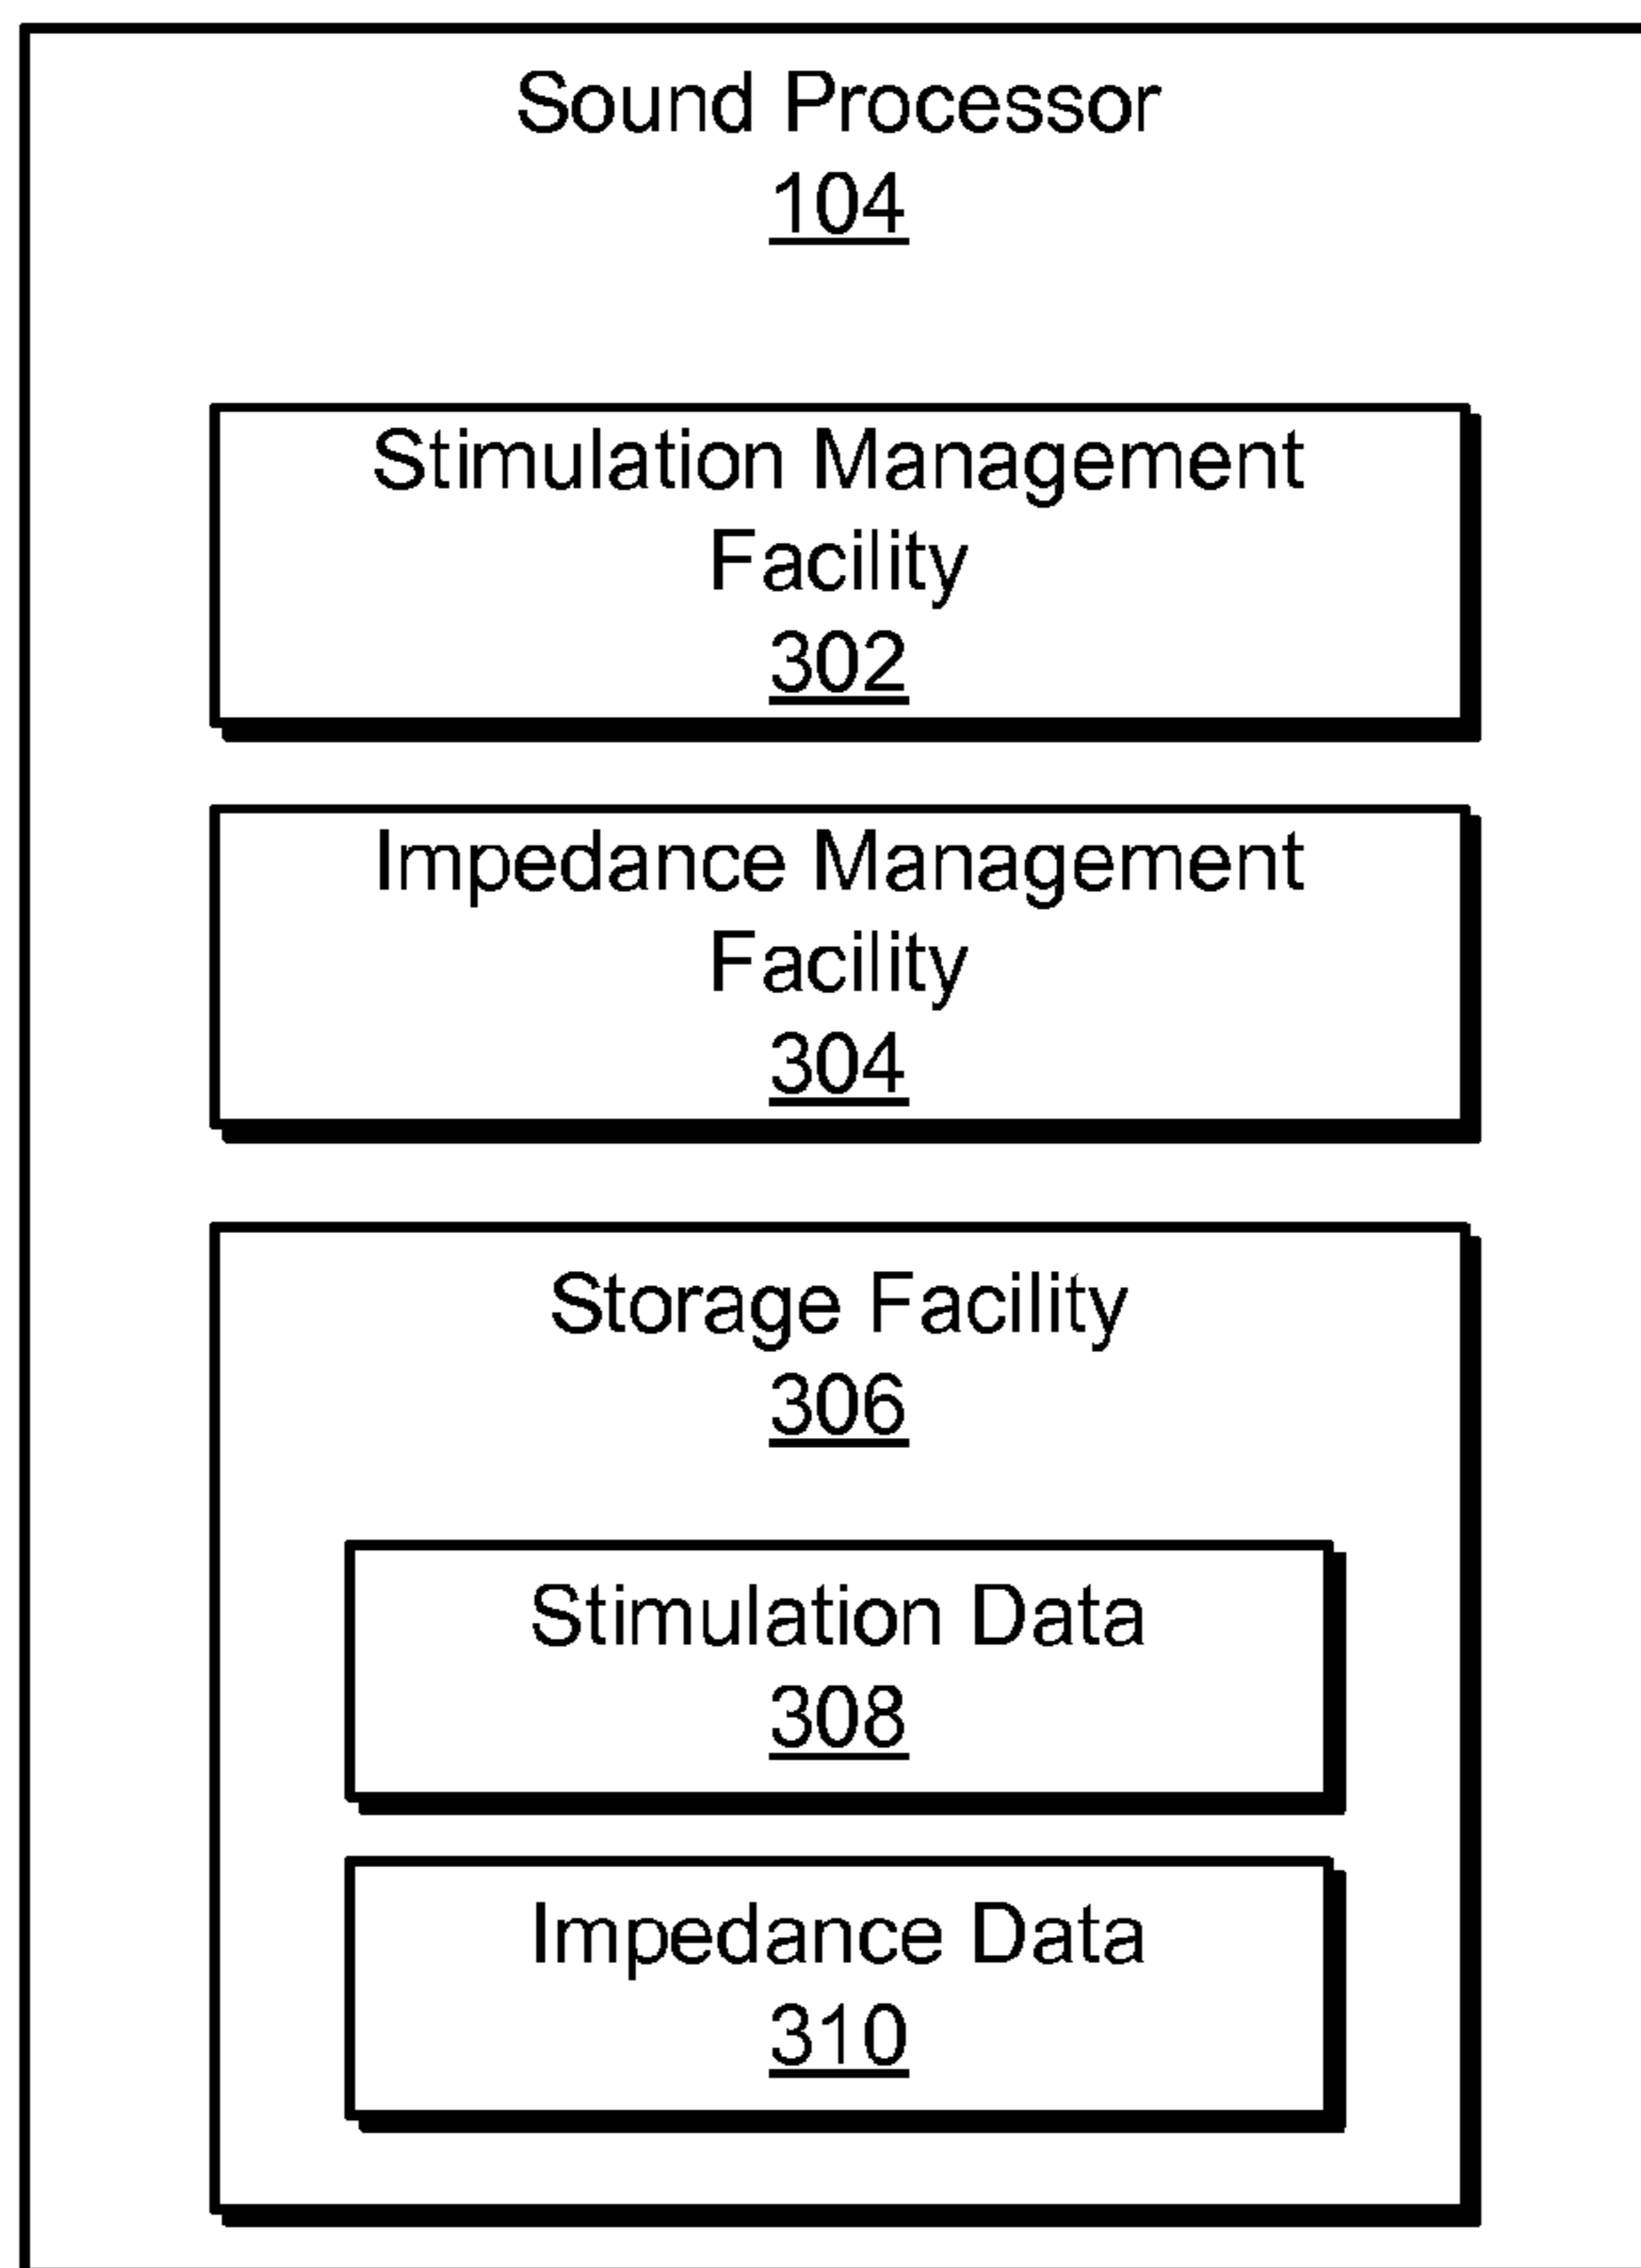 Sound Processor
104
Stimulation Management
Facility
302
Impedance Management
Facility
304
Storage Facility
306
Stimulation Data
308
Impedance Data
310